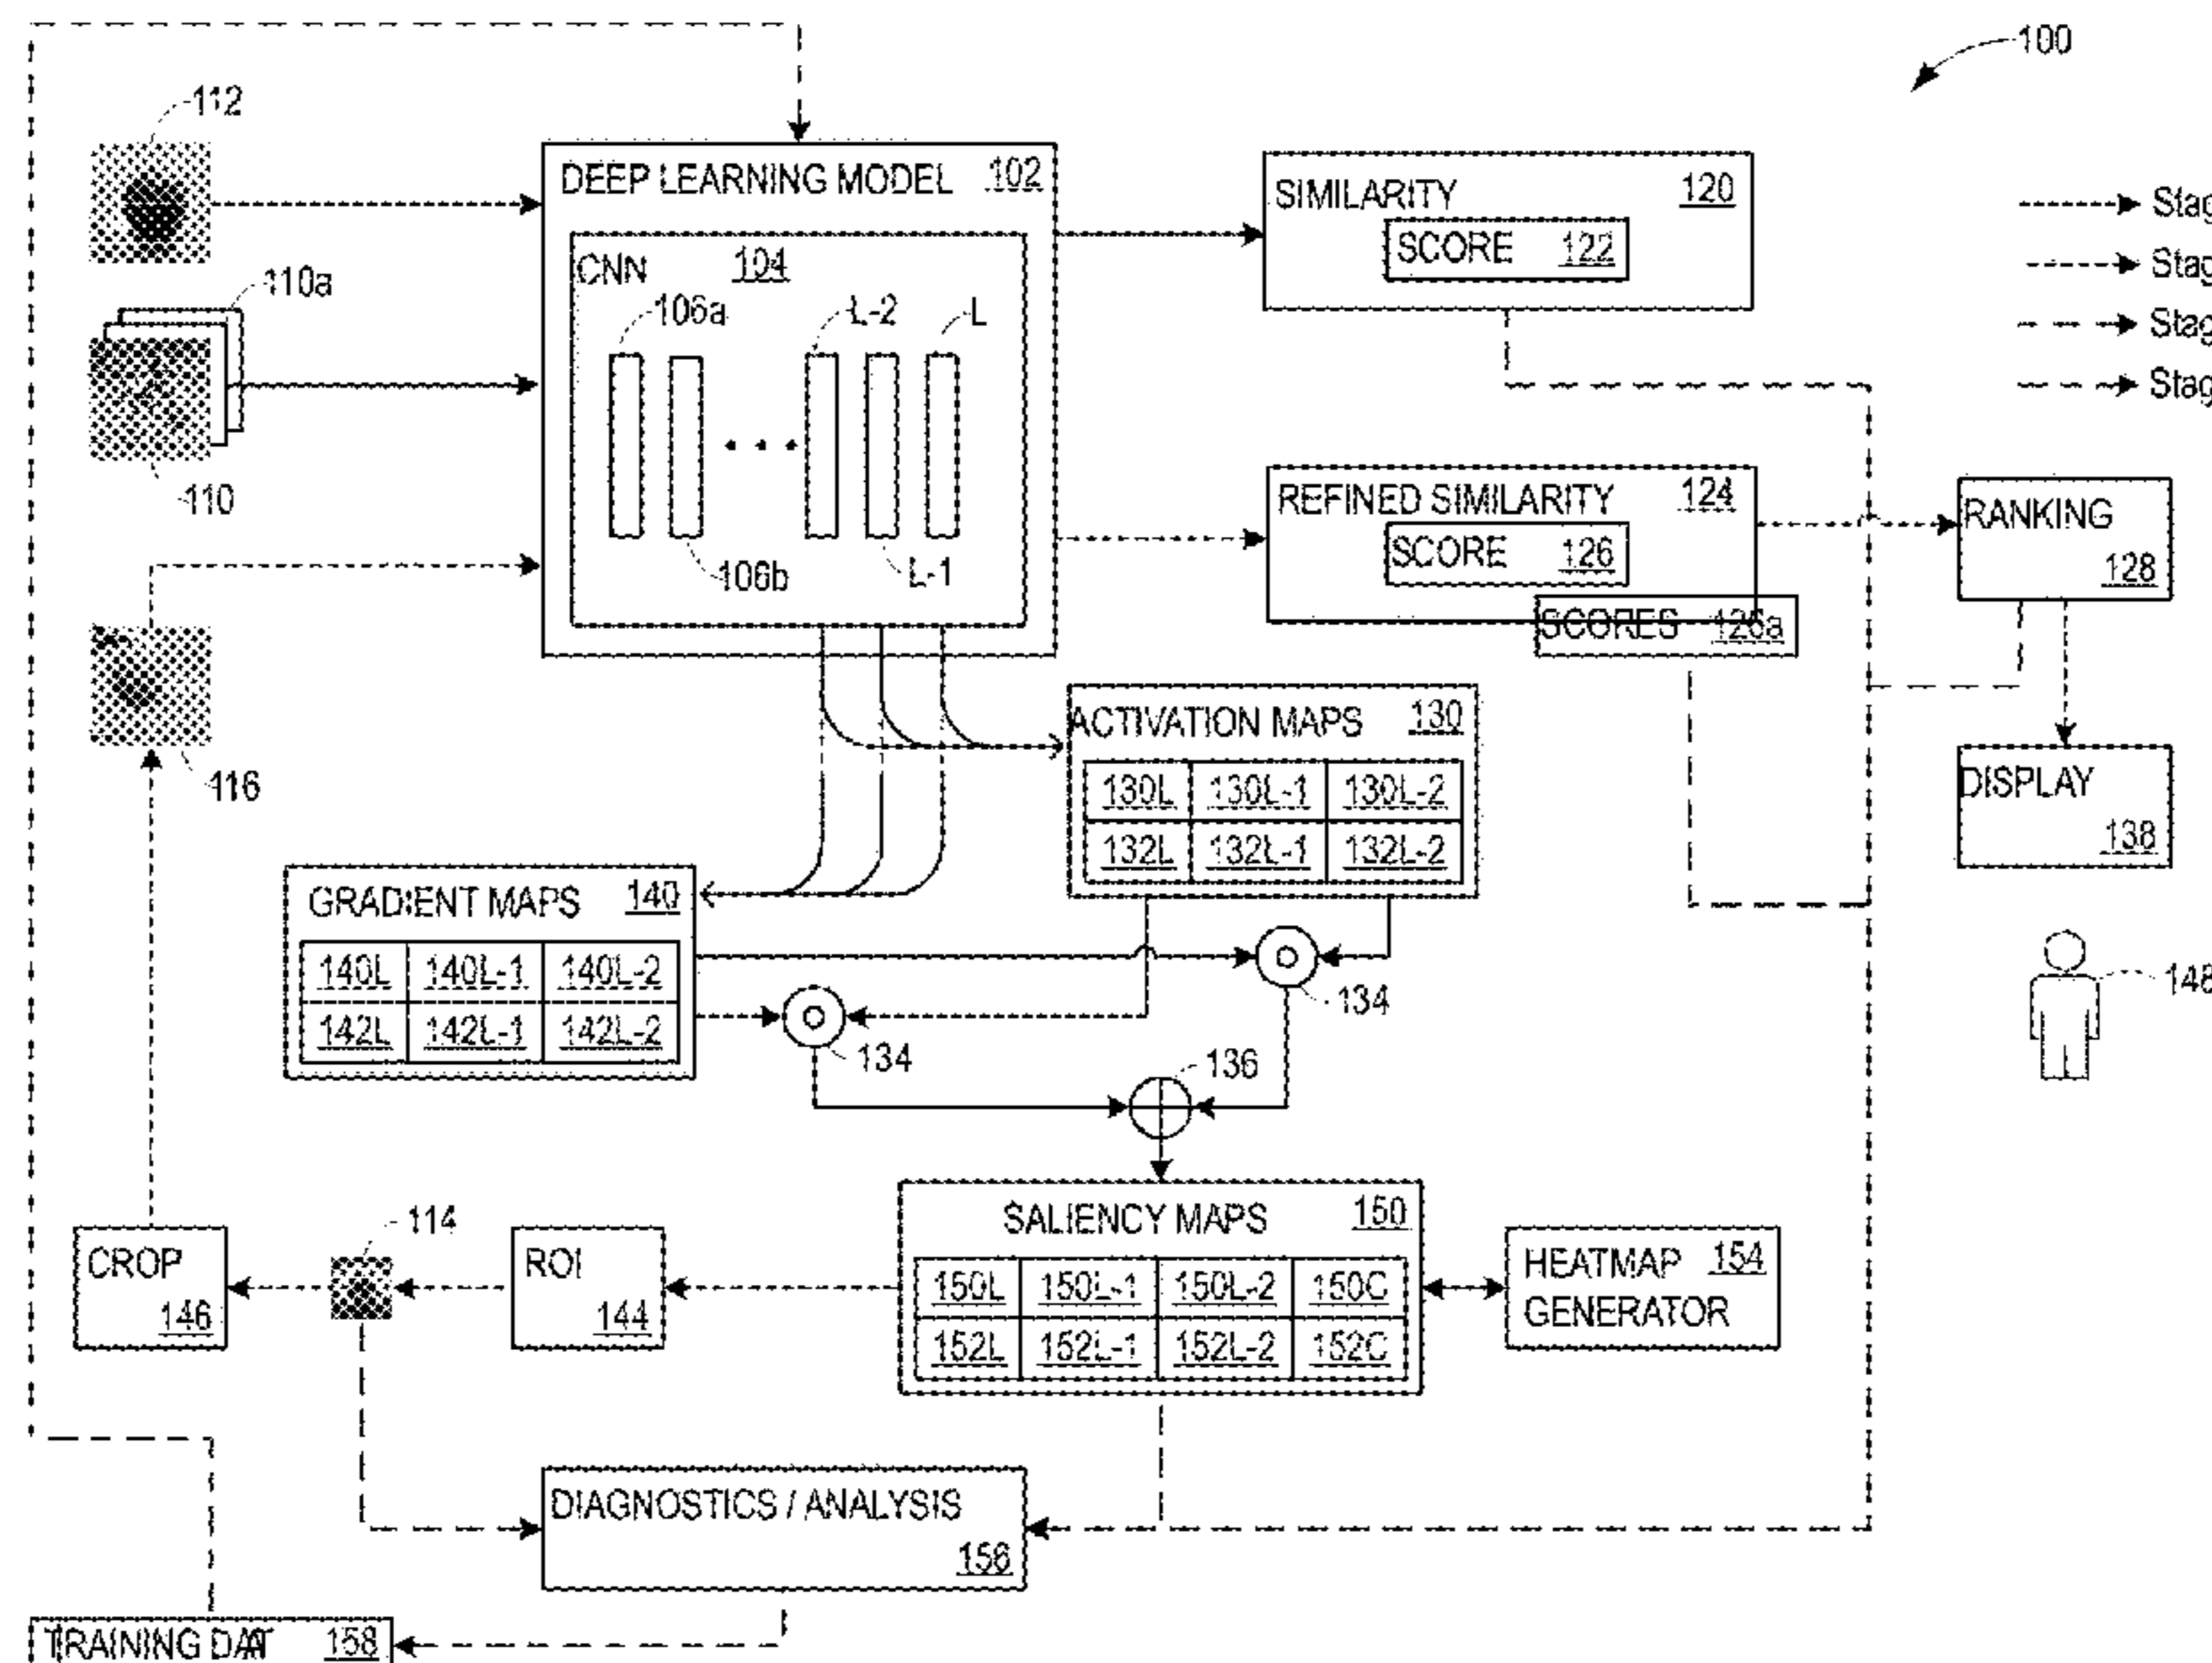 100
112
DEEP LEARNING MODEL 102
SIMILARITY 120
SCORE 122
Stag
Stag
Stag
Stag
CNN 104
110a
106a
L-2
L
110
106b
L-1
REFINED SIMILARITY 124
SCORE 126
SCORES 126a
RANKING
128
116
ACTIVATION MAPS 130
130L 130L-1 130L-2
132L 132L-1 132L-2
DISPLAY
138
GRADIENT MAPS 140
140L 140L-1 140L-2
142L 142L-1 142L-2
134
134
148
136
SALIENCY MAPS 150
150L 150L-1 150L-2 150C
152L 152L-1 152L-2 152C
114
CROP
146
ROI
144
HEATMAP 154
GENERATOR
DIAGNOSTICS / ANALYSIS
156
TRAINING DAT 158